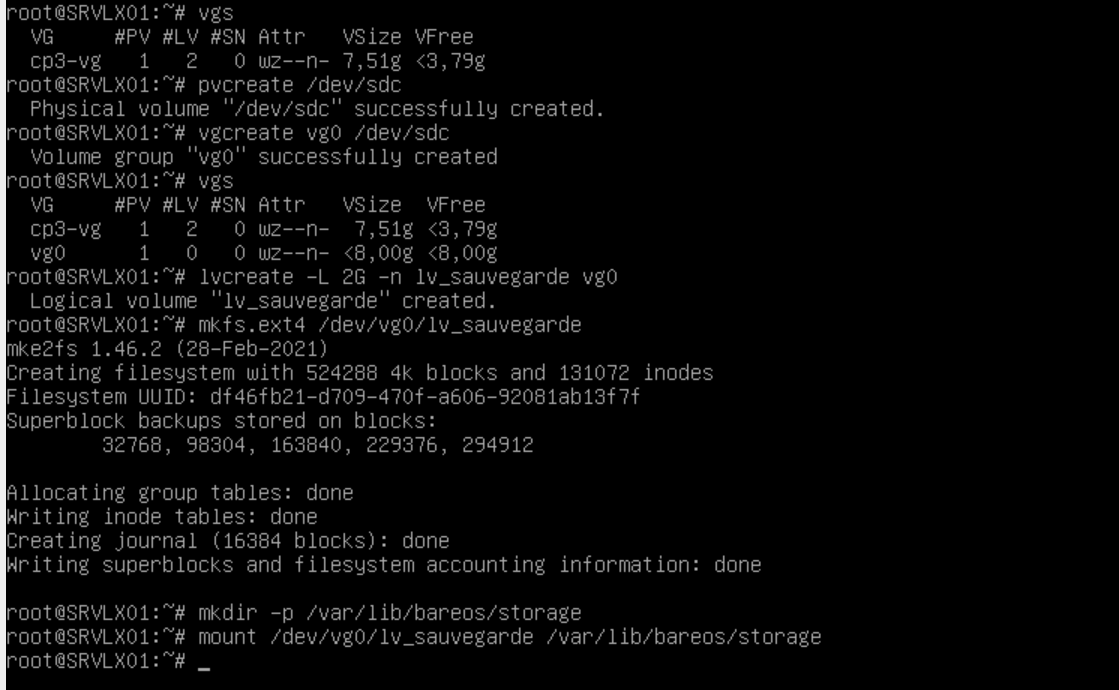 root@SRVLX01:~# vgs
  VG     #PV #LV #SN Attr   VSize VFree
  cp3-vg   1   2   0 wz--n- 7,51g <3,79g
root@SRVLX01:~# pvcreate /dev/sdc
  Physical volume "/dev/sdc" successfully created.
root@SRVLX01:~# vgcreate vg0 /dev/sdc
  Volume group "vg0" successfully created
root@SRVLX01:~# vgs
  VG     #PV #LV #SN Attr   VSize  VFree
  cp3-vg   1   2   0 wz--n-  7,51g <3,79g
  vg0      1   0   0 wz--n- <8,00g <8,00g
root@SRVLX01:~# lvcreate -L 2G -n lv_sauvegarde vg0
  Logical volume "lv_sauvegarde" created.
root@SRVLX01:~# mkfs.ext4 /dev/vg0/lv_sauvegarde
mke2fs 1.46.2 (28-Feb-2021)
Creating filesystem with 524288 4k blocks and 131072 inodes
Filesystem UUID: df46fb21-d709-470f-a606-92081ab13f7f
Superblock backups stored on blocks:
        32768, 98304, 163840, 229376, 294912

Allocating group tables: done
Writing inode tables: done
Creating journal (16384 blocks): done
Writing superblocks and filesystem accounting information: done

root@SRVLX01:~# mkdir -p /var/lib/bareos/storage
root@SRVLX01:~# mount /dev/vg0/lv_sauvegarde /var/lib/bareos/storage
root@SRVLX01:~# _